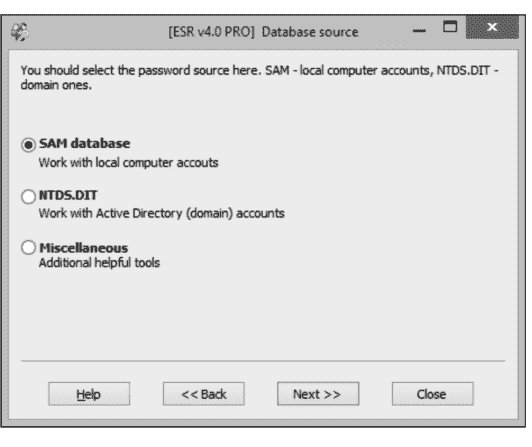 [ESR v4.0 PRO] Database source
You should select the password source here. SAM - local computer accounts, NTDS.DIT -
domain ones.
SAM database
Work with local computer accouts
NTDS.DIT
Work with Active Directory (domain) accounts
Miscellaneous
Additional helpful tools
Help << Back Next >> Close